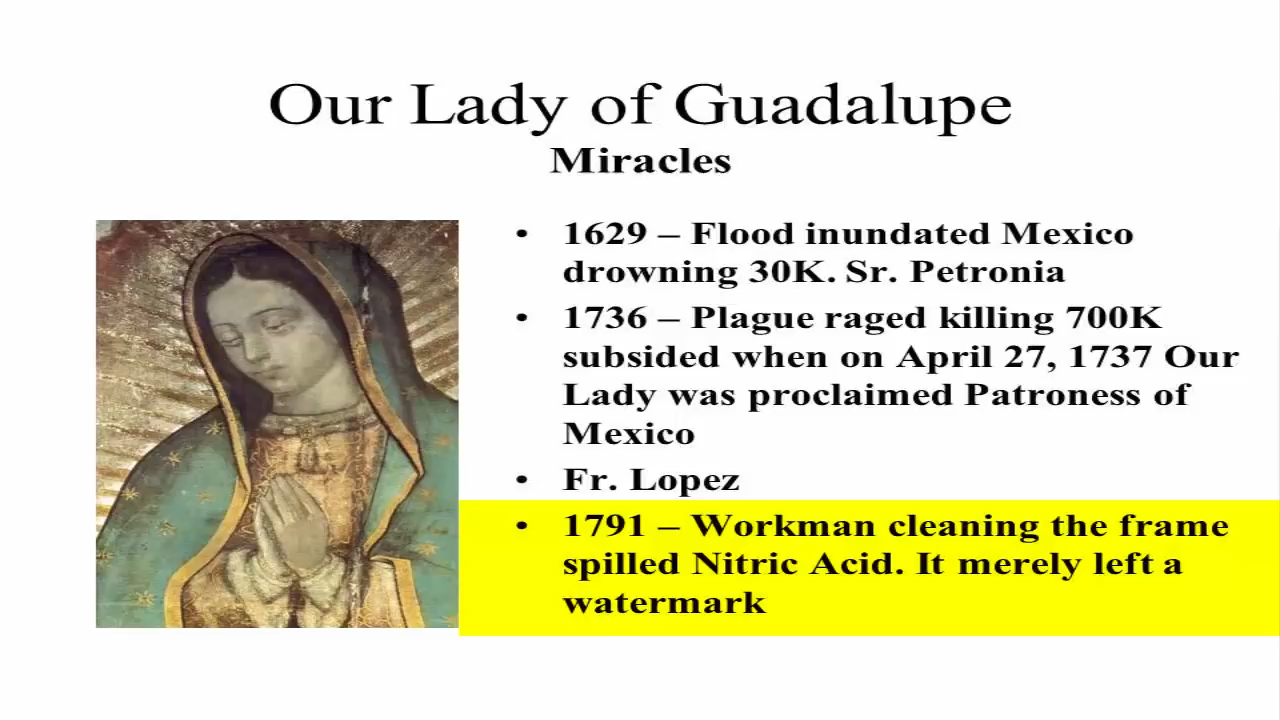 Our Lady of Guadalupe
Miracles
• 1629 – Flood inundated Mexico
drowning 30K. Sr. Petronia
• 1736 – Plague raged killing 700K
subsided when on April 27, 1737 Our
Lady was proclaimed Patroness of
Mexico
• Fr. Lopez
• 1791 – Workman cleaning the frame
spilled Nitric Acid. It merely left a
watermark